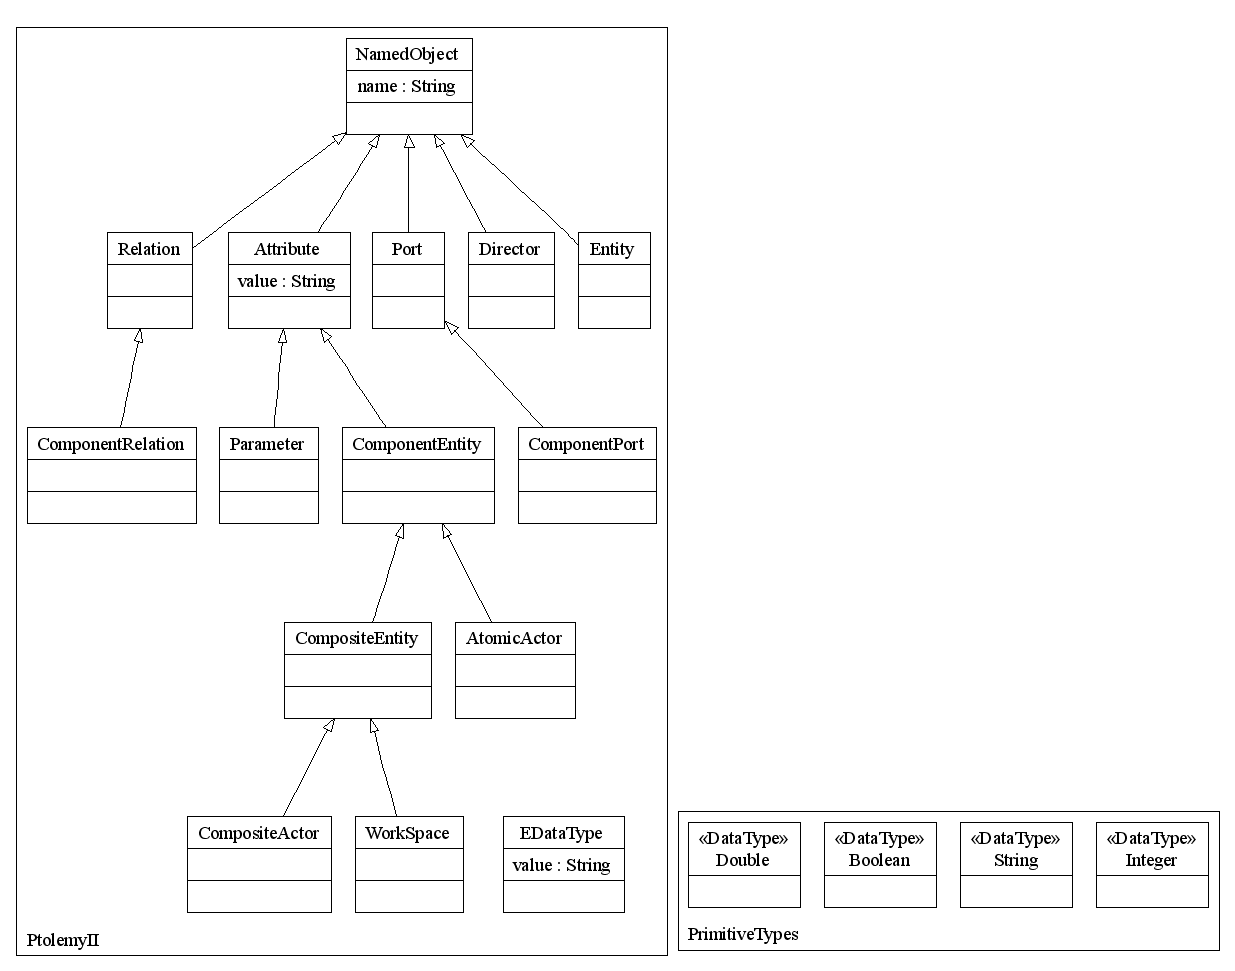 NamedObject
name : String
Relation
Attribute
value : String
Port
Director
Entity
ComponentRelation
Parameter
ComponentEntity
ComponentPort
CompositeEntity
AtomicActor
CompositeActor
WorkSpace
EDataType
value : String
PtolemyII
«DataType»
Double
«DataType»
Boolean
«DataType»
String
«DataType»
Integer
PrimitiveTypes